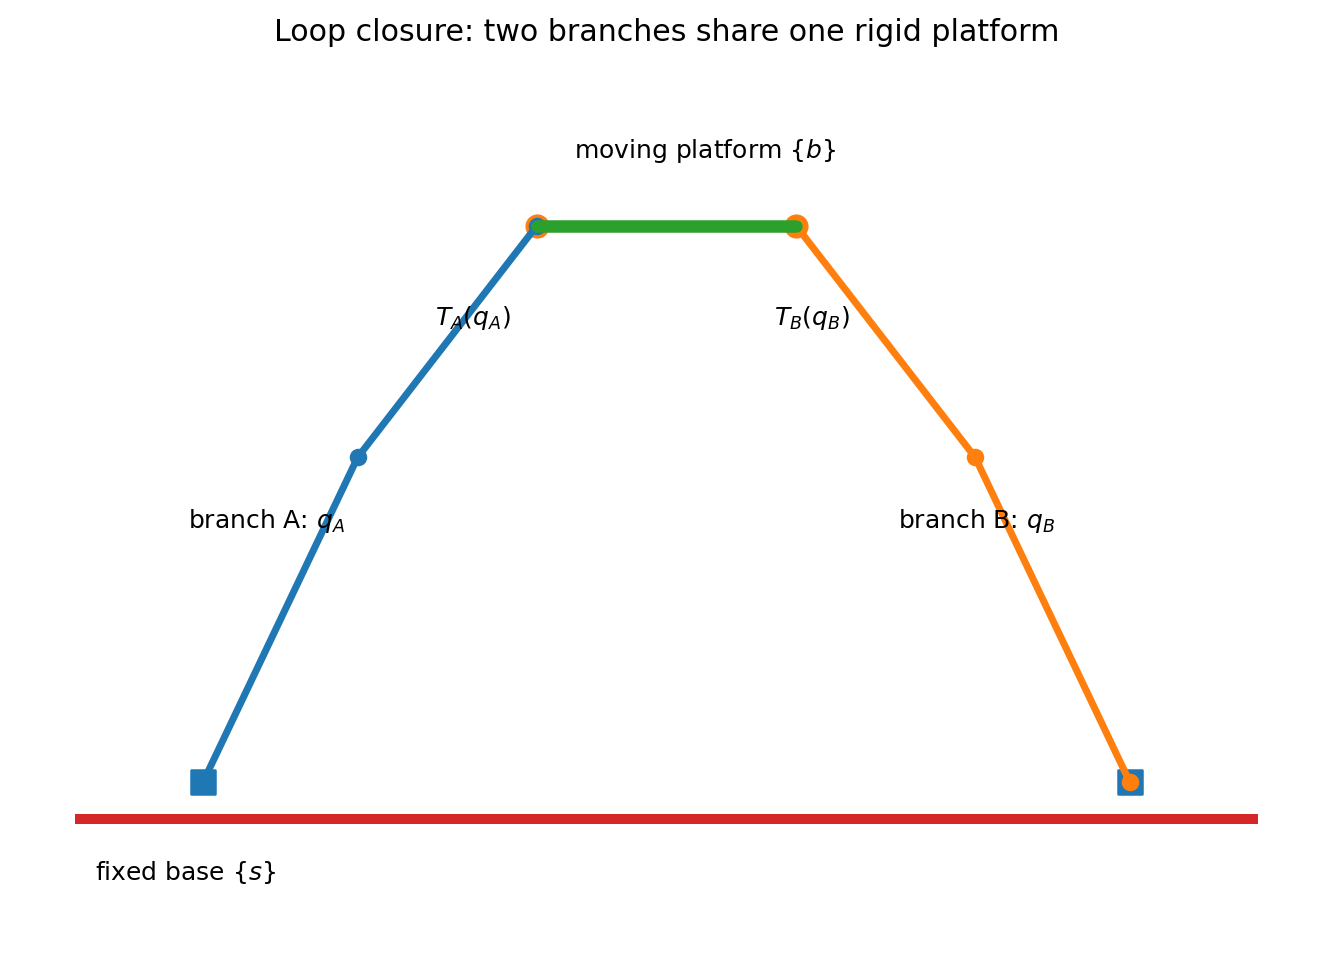 Loop closure: two branches share one rigid platform
moving platform {b}
T_A(q_A)
T_B(q_B)
branch A: q_A
branch B: q_B
fixed base {s}